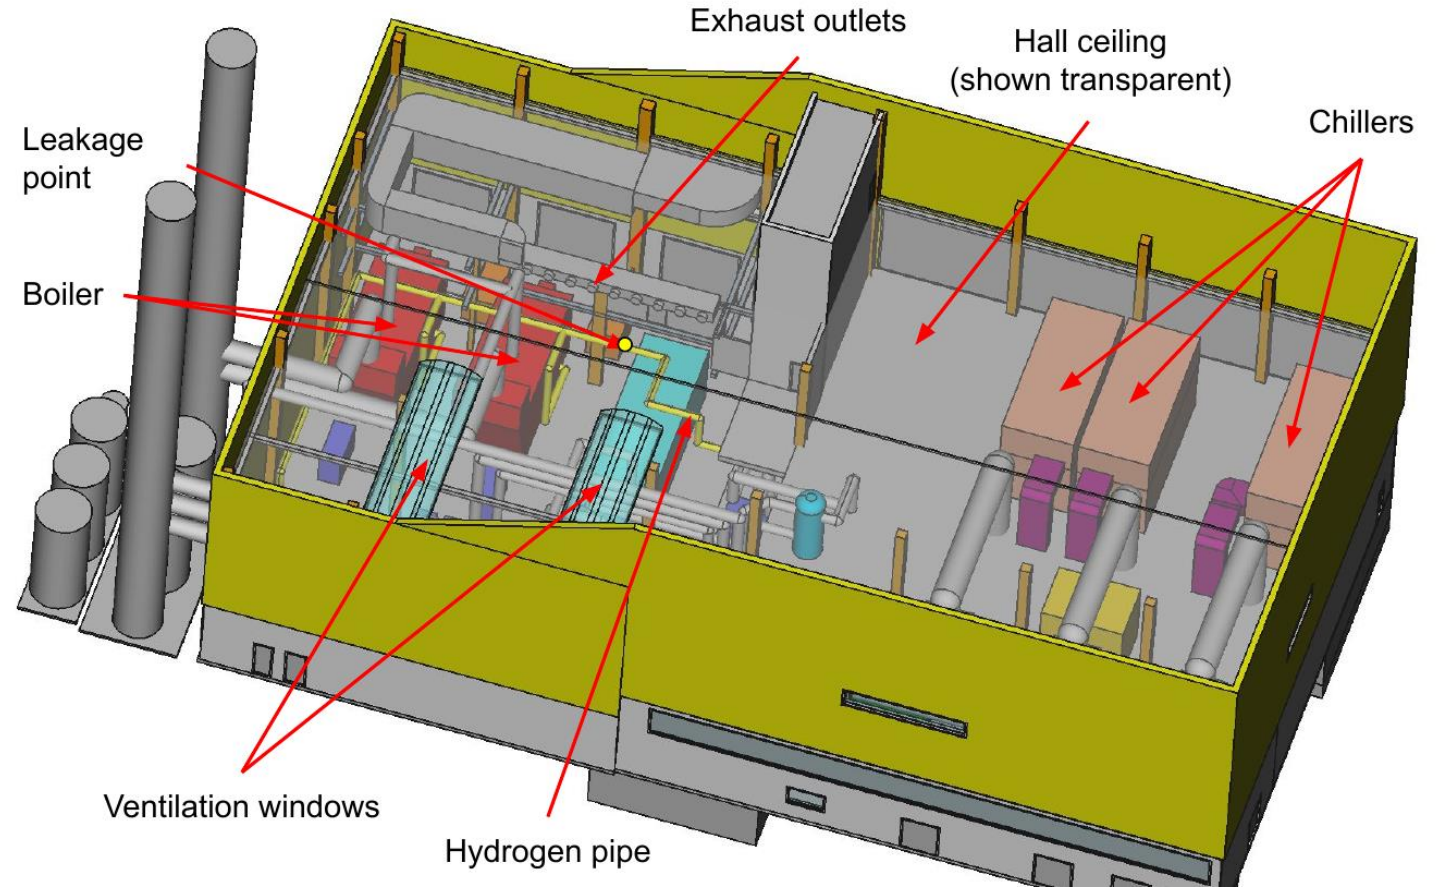 Exhaust outlets
Hall ceiling
(shown transparent)
Chillers
Leakage
point
Boiler
Ventilation windows
Hydrogen pipe